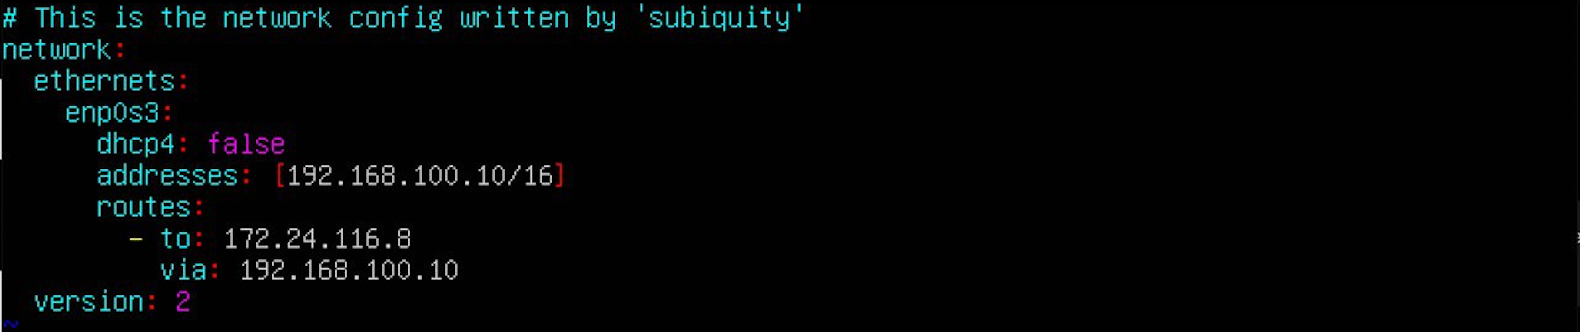 # This is the network config written by 'subiquity'
network:
  ethernets:
    enp0s3:
      dhcp4: false
      addresses: [192.168.100.10/16]
      routes:
        - to: 172.24.116.8
          via: 192.168.100.10
  version: 2
~